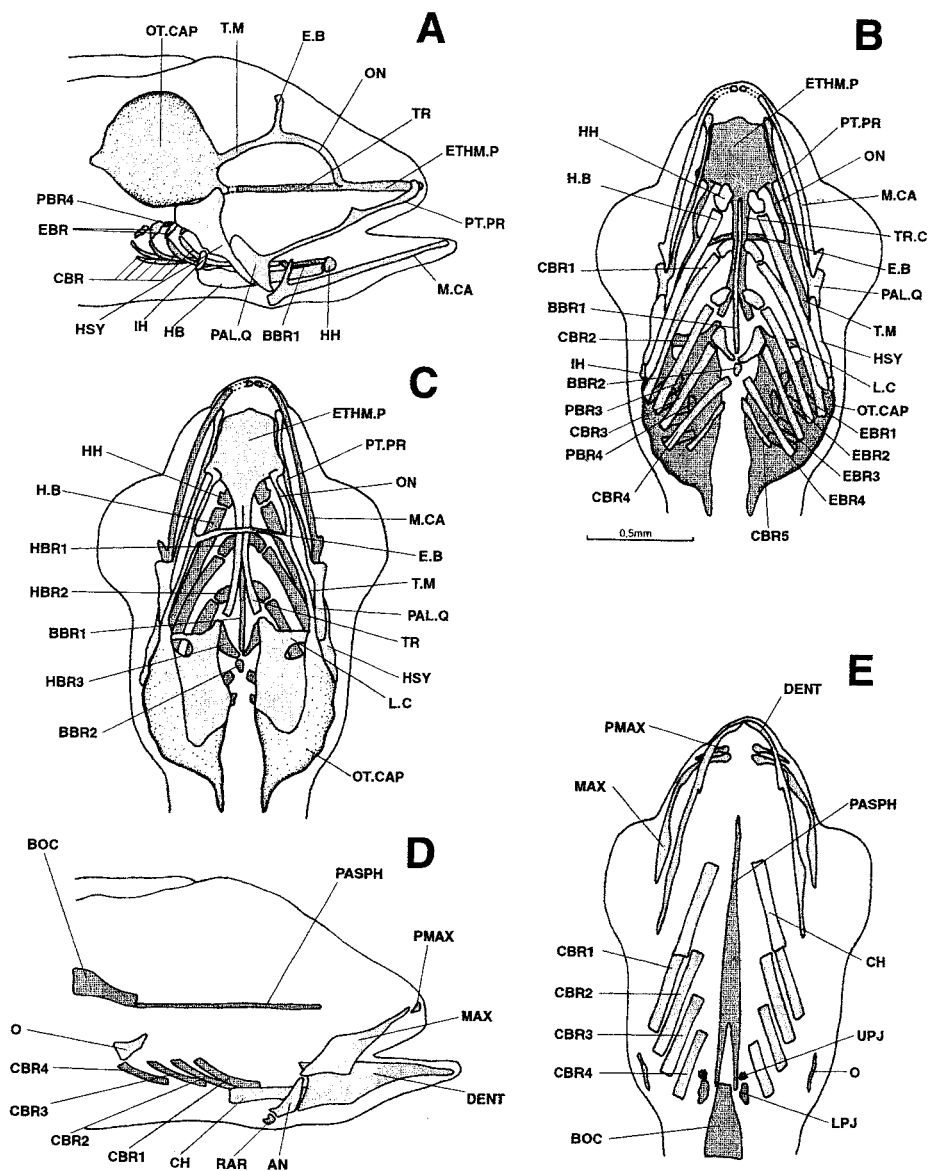 A
OT.CAP
T.M
E.B
ON
TR
ETHM.P
PT.PR
M.CA
PBR4
EBR
CBR
HSY
IH
HB
PAL.Q
BBR1
HH
B
ETHM.P
HH
PT.PR
ON
H.B
M.CA
TR.C
E.B
CBR1
PAL.Q
BBR1
T.M
CBR2
HSY
IH
L.C
BBR2
OT.CAP
PBR3
EBR1
CBR3
EBR2
PBR4
EBR3
CBR4
EBR4
CBR5
0,5mm
C
ETHM.P
HH
PT.PR
H.B
ON
M.CA
HBR1
E.B
HBR2
T.M
PAL.Q
BBR1
TR
HBR3
HSY
L.C
BBR2
OT.CAP
D
BOC
PASPH
PMAX
MAX
O
CBR4
DENT
CBR3
CBR2
CBR1
CH
RAR
AN
E
DENT
PMAX
MAX
PASPH
CBR1
CH
CBR2
CBR3
UPJ
CBR4
O
LPJ
BOC